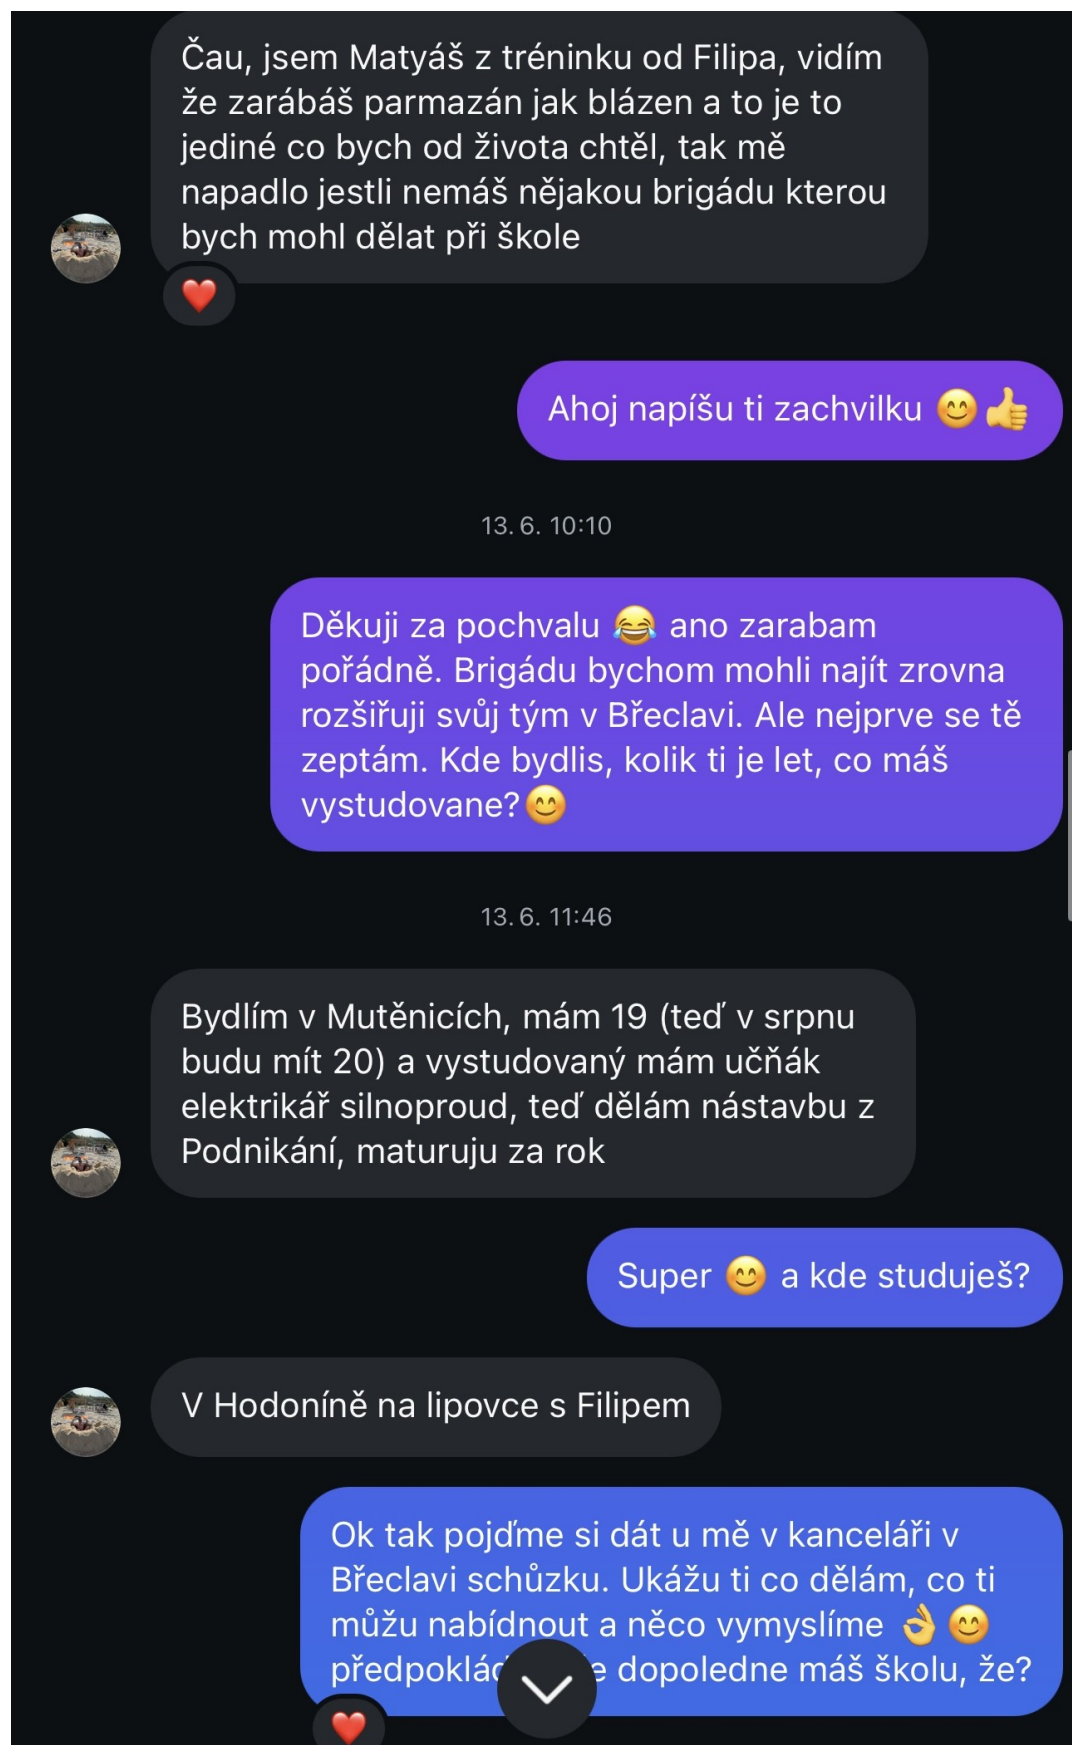 Čau, jsem Matyáš z tréninku od Filipa, vidím
že zarábáš parmazán jak blázen a to je to
jediné co bych od života chtěl, tak mě
napadlo jestli nemáš nějakou brigádu kterou
bych mohl dělat při škole
❤️
Ahoj napíšu ti zachvilku 😊👍
13. 6. 10:10
Děkuji za pochvalu 😂 ano zarabam
pořádně. Brigádu bychom mohli najít zrovna
rozšiřuji svůj tým v Břeclavi. Ale nejprve se tě
zeptám. Kde bydlis, kolik ti je let, co máš
vystudovane?😊
13. 6. 11:46
Bydlím v Mutěnicích, mám 19 (teď v srpnu
budu mít 20) a vystudovaný mám učňák
elektrikář silnoproud, teď dělám nástavbu z
Podnikání, maturuju za rok
Super 😊 a kde studuješ?
V Hodoníně na lipovce s Filipem
Ok tak pojďme si dát u mě v kanceláři v
Břeclavi schůzku. Ukážu ti co dělám, co ti
můžu nabídnout a něco vymyslíme 👌😊
dopoledne máš školu, že?
❤️